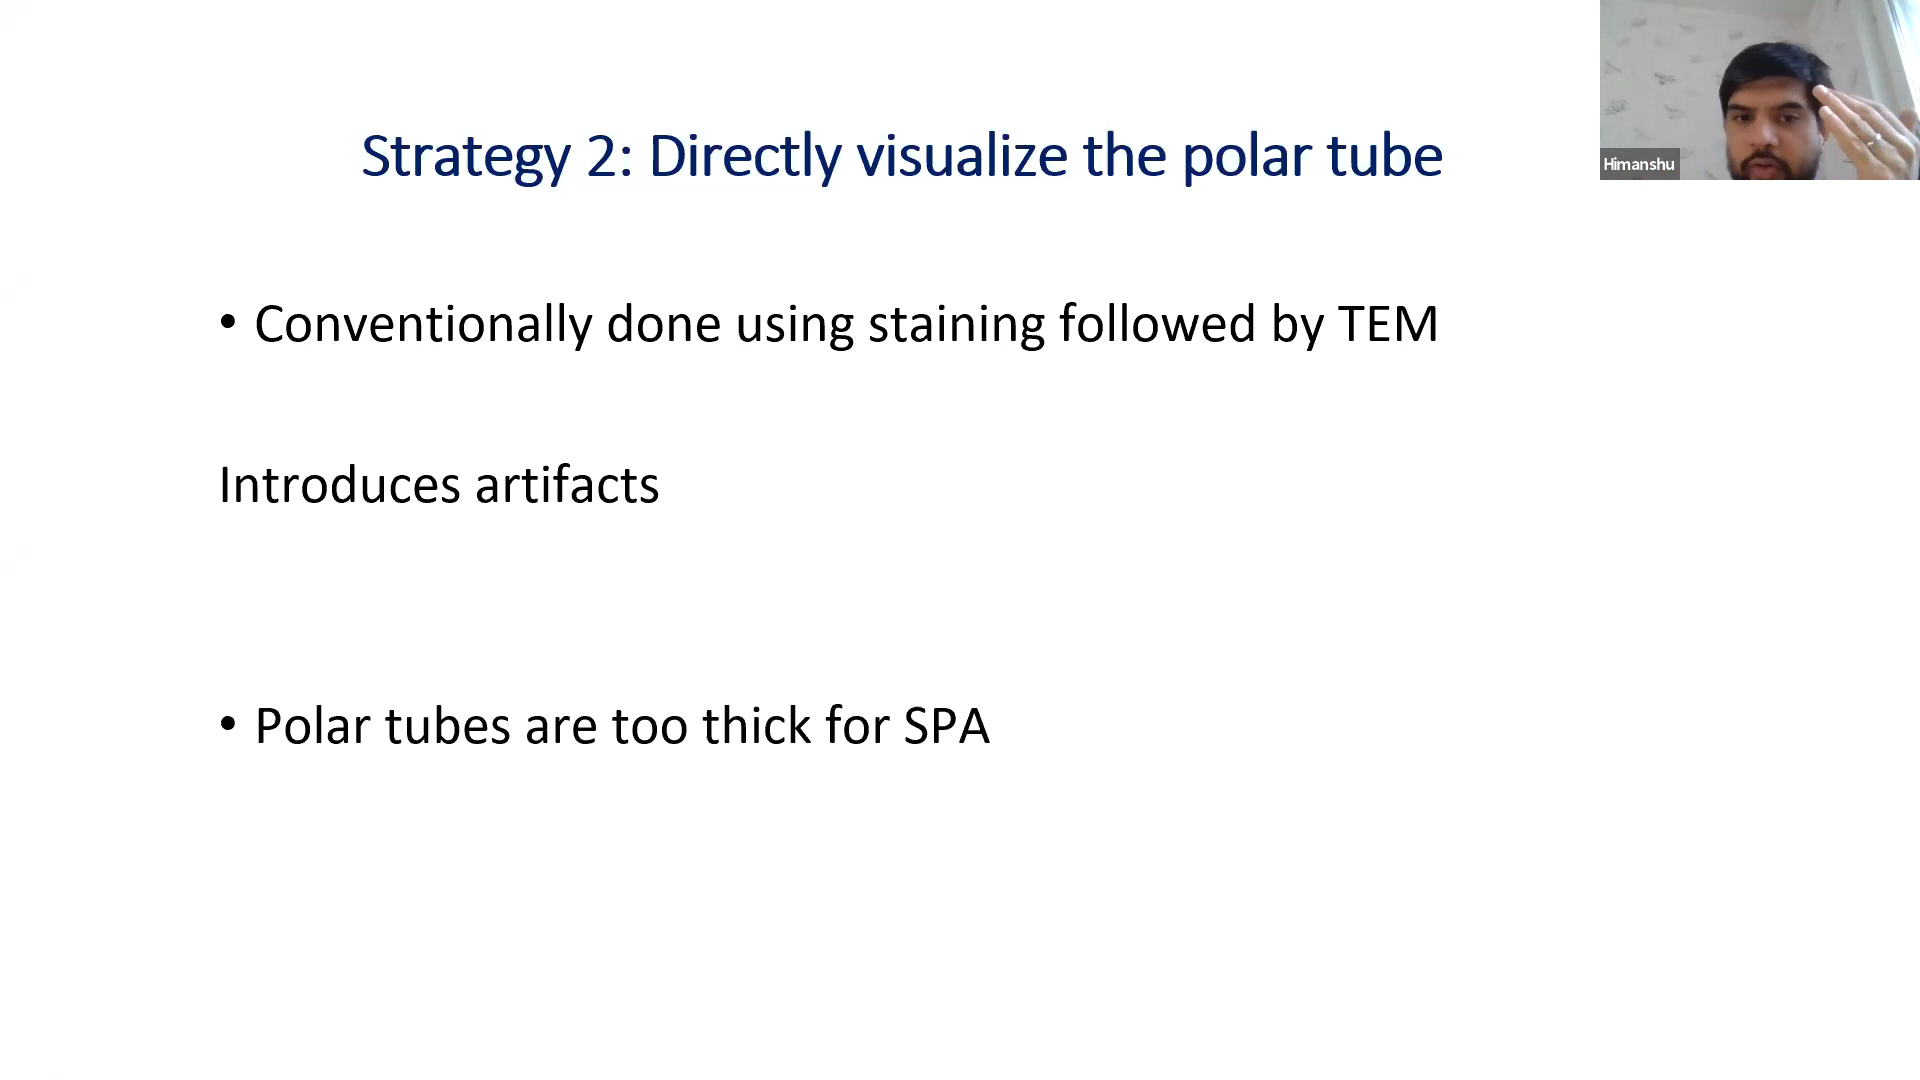 Strategy 2: Directly visualize the polar tube
• Conventionally done using staining followed by TEM
Introduces artifacts
• Polar tubes are too thick for SPA
Himanshu